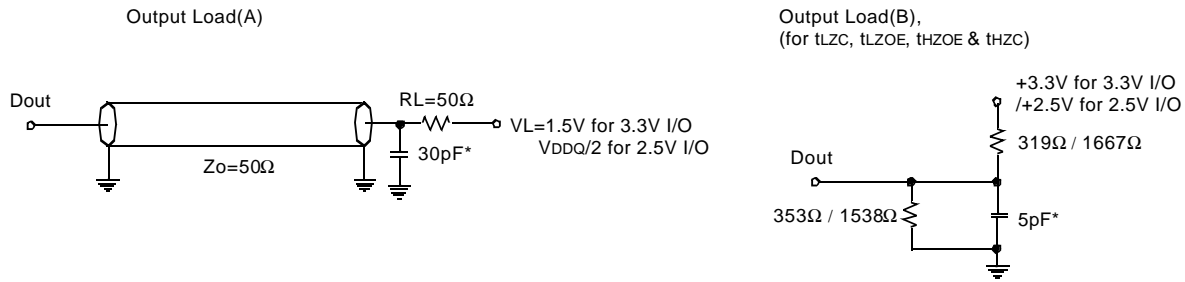 Output Load(A)
Dout
Zo=50Ω
RL=50Ω
30pF*
VL=1.5V for 3.3V I/O
VDDQ/2 for 2.5V I/O
Output Load(B),
(for tLZC, tLZOE, tHZOE & tHZC)
+3.3V for 3.3V I/O
/+2.5V for 2.5V I/O
319Ω / 1667Ω
Dout
353Ω / 1538Ω
5pF*